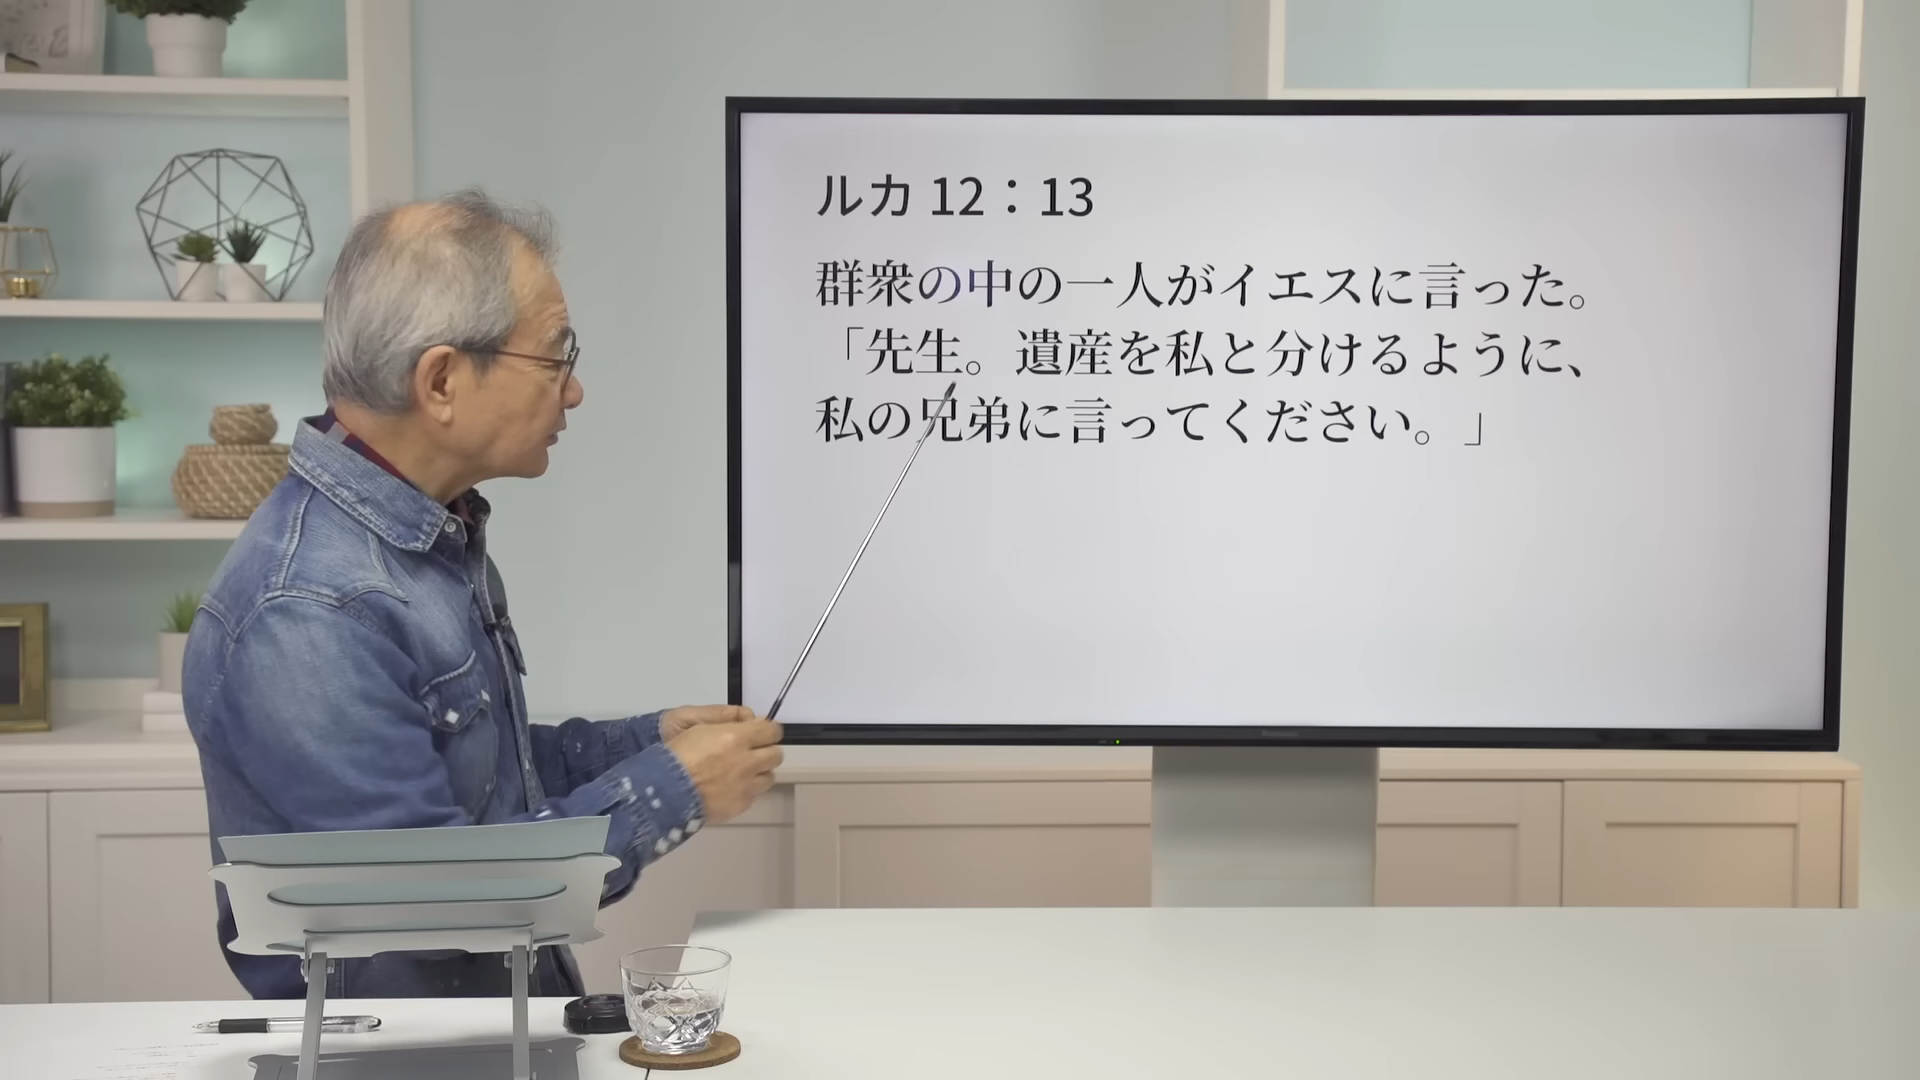 ルカ 12：13
群衆の中の一人がイエスに言った。
「先生。遺産を私と分けるように、
私の兄弟に言ってください。」